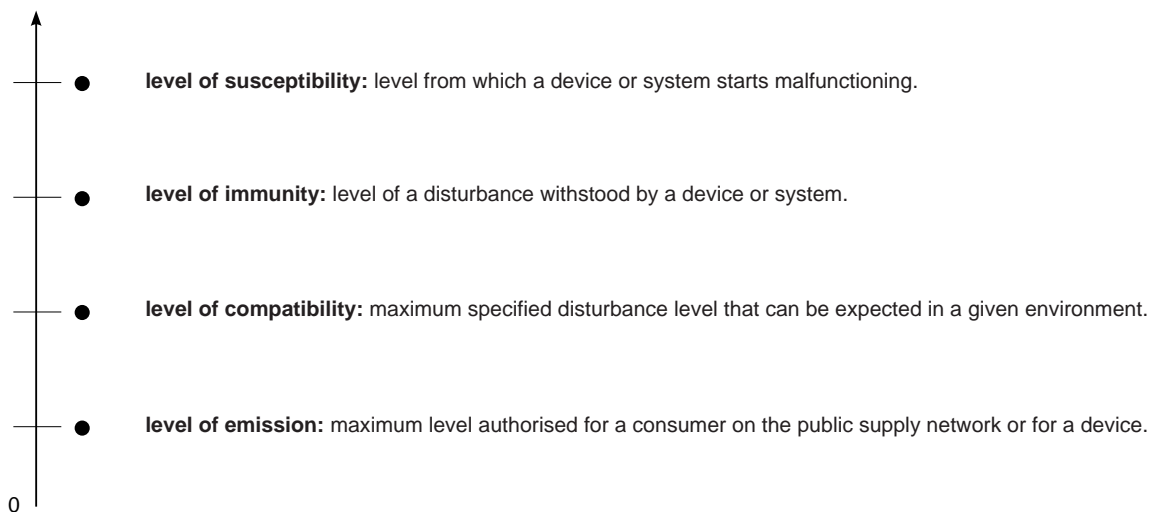 level of susceptibility: level from which a device or system starts malfunctioning.
level of immunity: level of a disturbance withstood by a device or system.
level of compatibility: maximum specified disturbance level that can be expected in a given environment.
level of emission: maximum level authorised for a consumer on the public supply network or for a device.
0